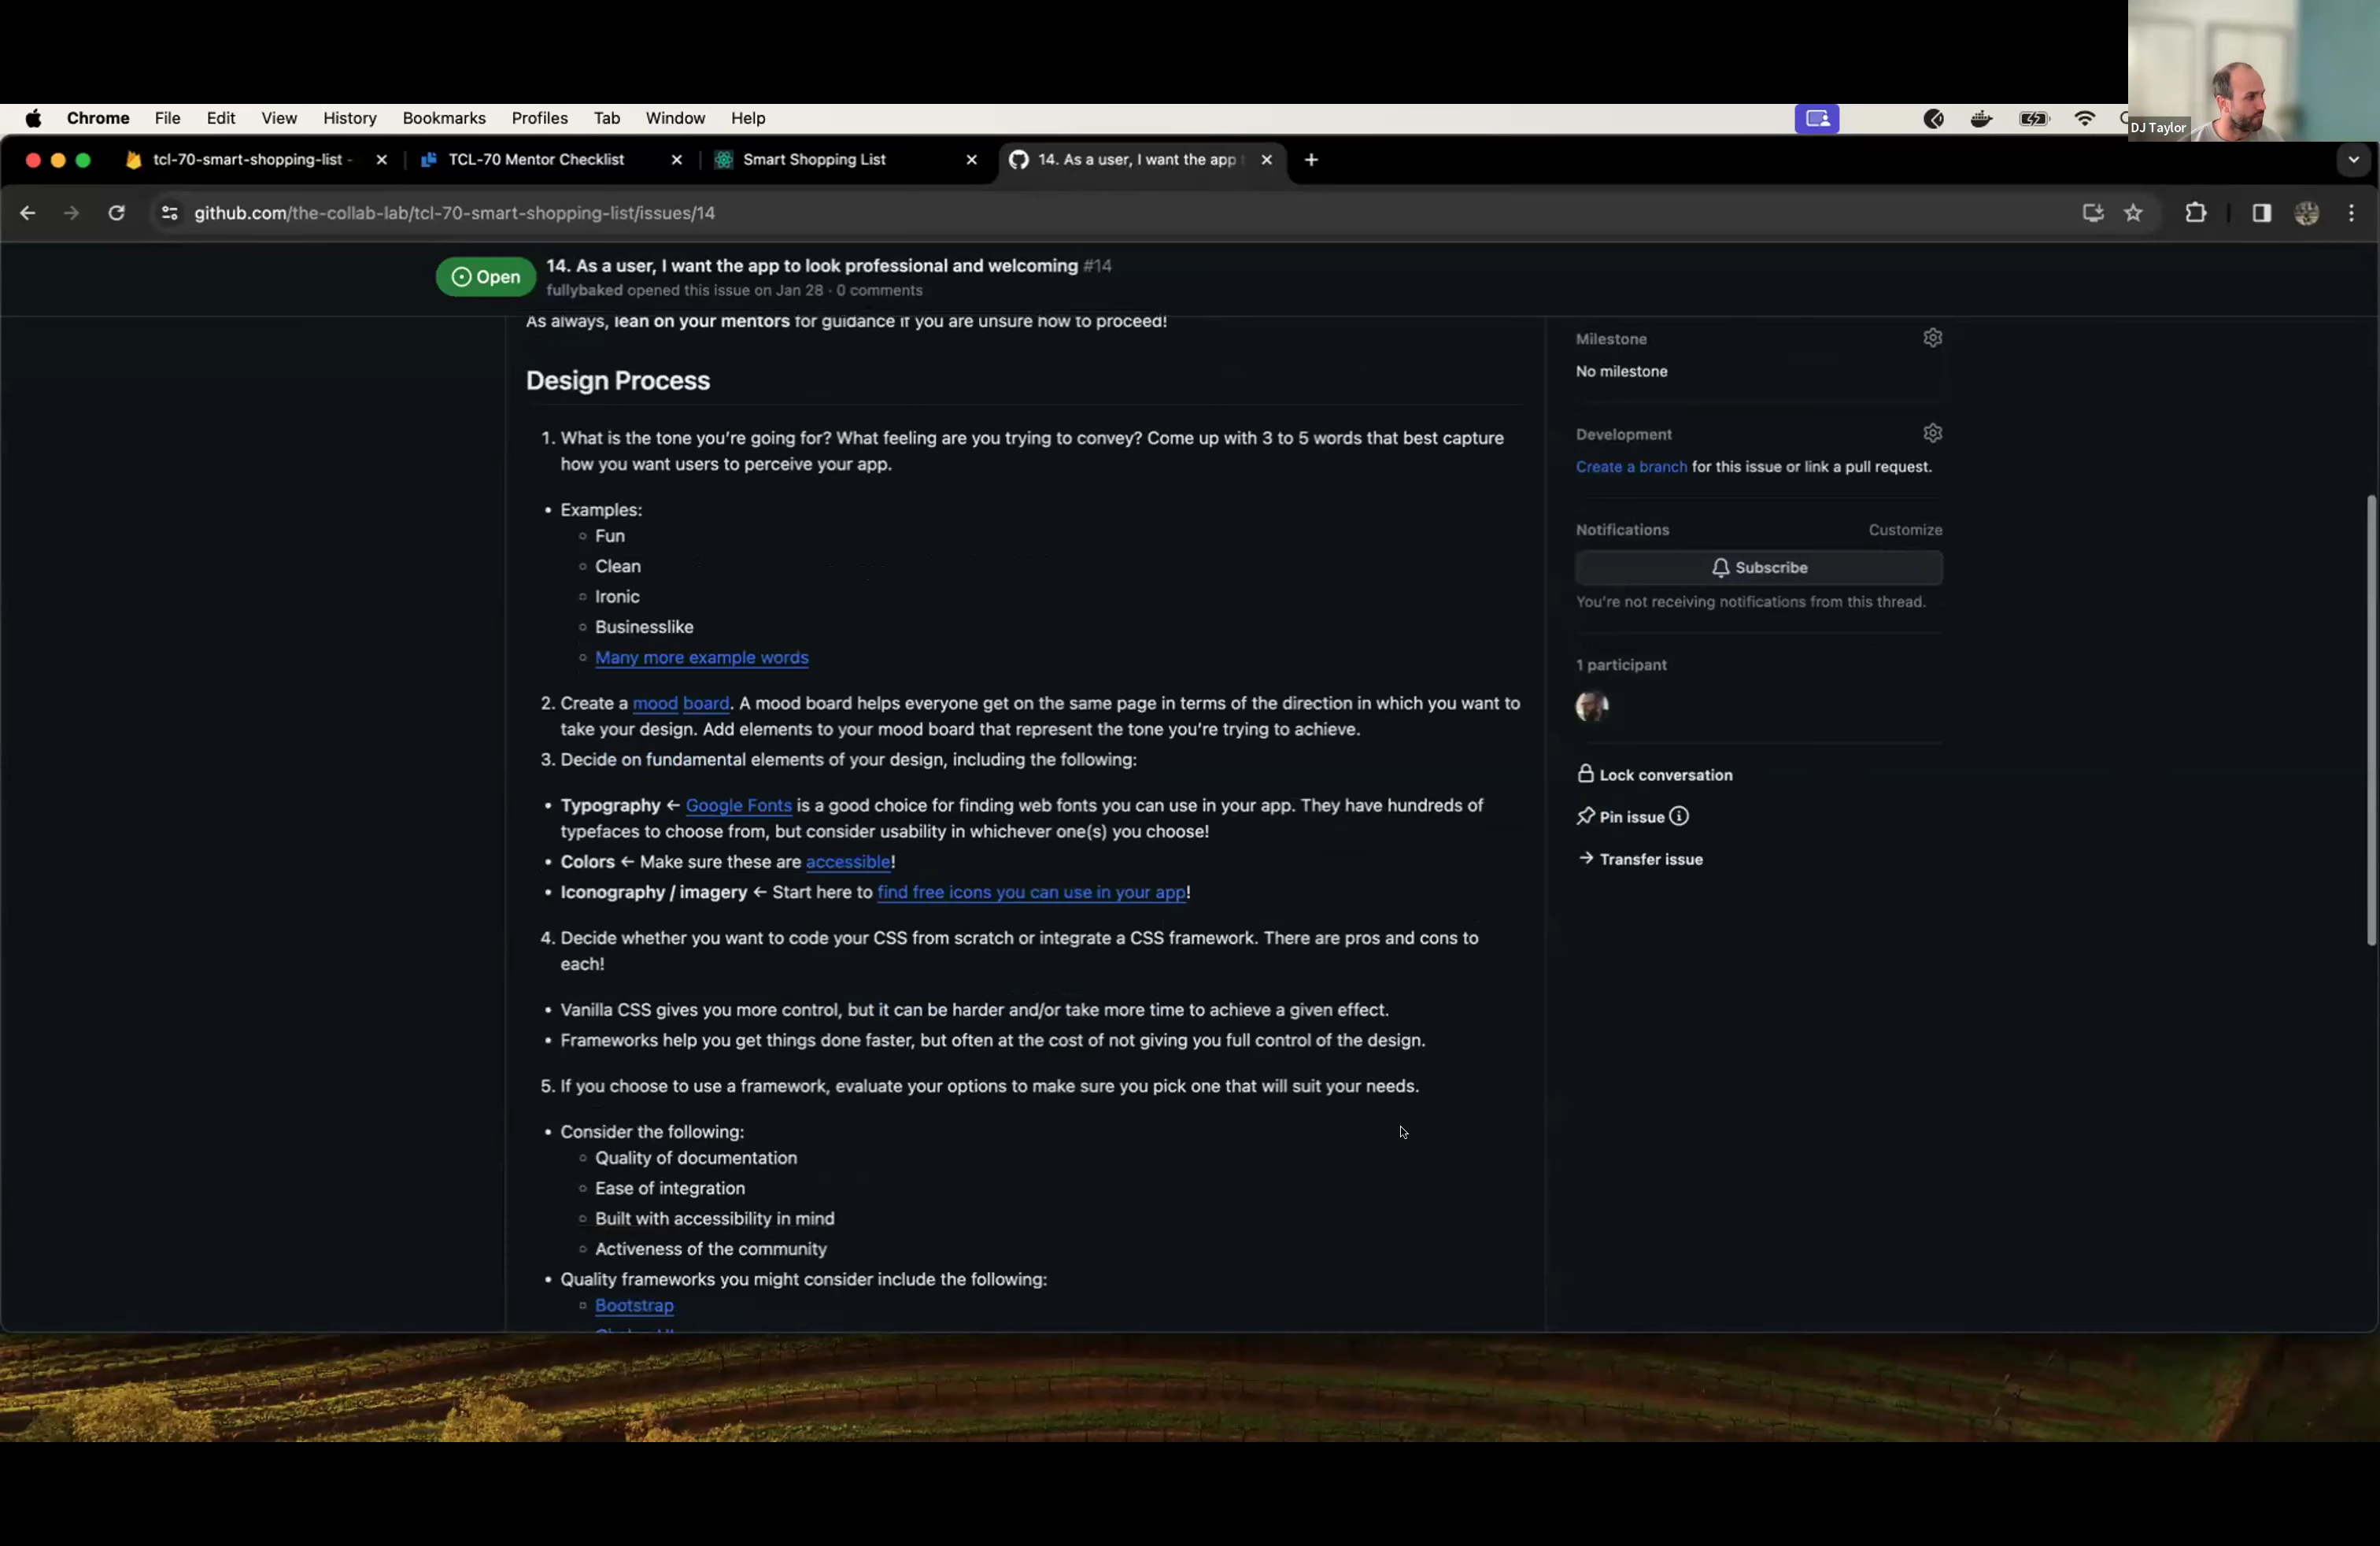 Chrome File Edit View History Bookmarks Profiles Tab Window Help
DJ Taylor
tcl-70-smart-shopping-list -
TCL-70 Mentor Checklist
Smart Shopping List
14. As a user, I want the app
github.com/the-collab-lab/tcl-70-smart-shopping-list/issues/14
Open
14. As a user, I want the app to look professional and welcoming #14
fullybaked opened this issue on Jan 28 · 0 comments
As always, lean on your mentors for guidance if you are unsure how to proceed!
Design Process
1. What is the tone you're going for? What feeling are you trying to convey? Come up with 3 to 5 words that best capture
how you want users to perceive your app.
• Examples:
Fun
Clean
Ironic
Businesslike
Many more example words
2. Create a mood board. A mood board helps everyone get on the same page in terms of the direction in which you want to
take your design. Add elements to your mood board that represent the tone you're trying to achieve.
3. Decide on fundamental elements of your design, including the following:
• Typography ← Google Fonts is a good choice for finding web fonts you can use in your app. They have hundreds of
typefaces to choose from, but consider usability in whichever one(s) you choose!
• Colors ← Make sure these are accessible!
• Iconography / imagery ← Start here to find free icons you can use in your app!
4. Decide whether you want to code your CSS from scratch or integrate a CSS framework. There are pros and cons to
each!
• Vanilla CSS gives you more control, but it can be harder and/or take more time to achieve a given effect.
• Frameworks help you get things done faster, but often at the cost of not giving you full control of the design.
5. If you choose to use a framework, evaluate your options to make sure you pick one that will suit your needs.
• Consider the following:
Quality of documentation
Ease of integration
Built with accessibility in mind
Activeness of the community
• Quality frameworks you might consider include the following:
Bootstrap
Milestone
No milestone
Development
Create a branch for this issue or link a pull request.
Notifications Customize
Subscribe
You're not receiving notifications from this thread.
1 participant
Lock conversation
Pin issue
Transfer issue